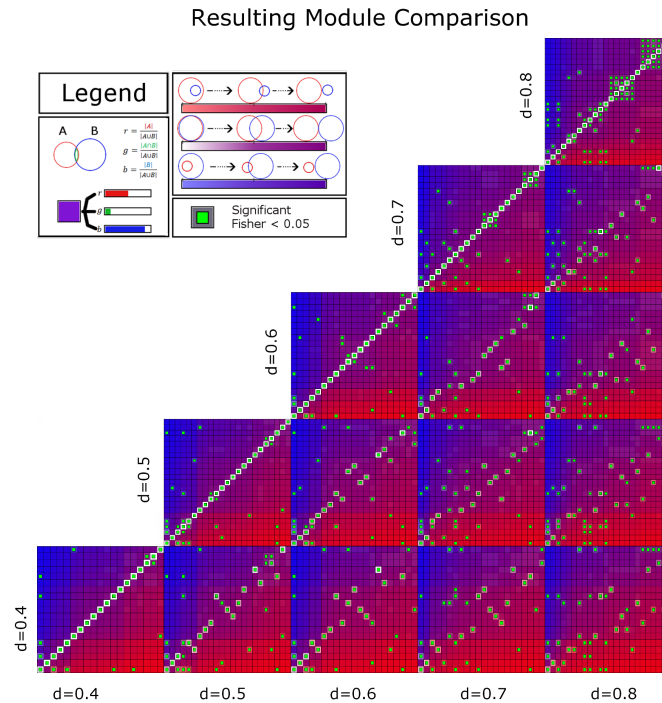 Resulting Module Comparison
Legend
A B
r = |A| / |A∪B|
g = |A∩B| / |A∪B|
b = |B| / |A∪B|
r
g
b
Significant
Fisher < 0.05
d=0.8
d=0.7
d=0.6
d=0.5
d=0.4
d=0.4 d=0.5 d=0.6 d=0.7 d=0.8